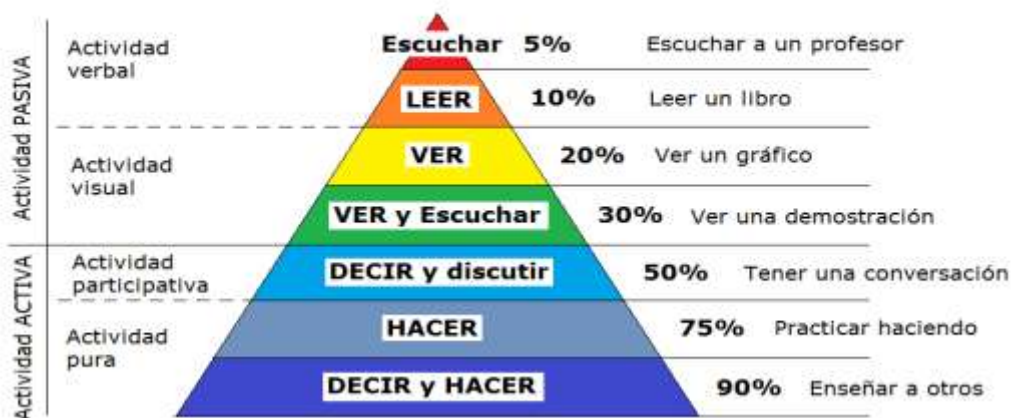 Actividad PASIVA
Actividad
verbal
Escuchar 5% Escuchar a un profesor
LEER 10% Leer un libro
Actividad
visual
VER 20% Ver un gráfico
VER y Escuchar 30% Ver una demostración
Actividad ACTIVA
Actividad
participativa
DECIR y discutir 50% Tener una conversación
Actividad
pura
HACER 75% Practicar haciendo
DECIR y HACER 90% Enseñar a otros